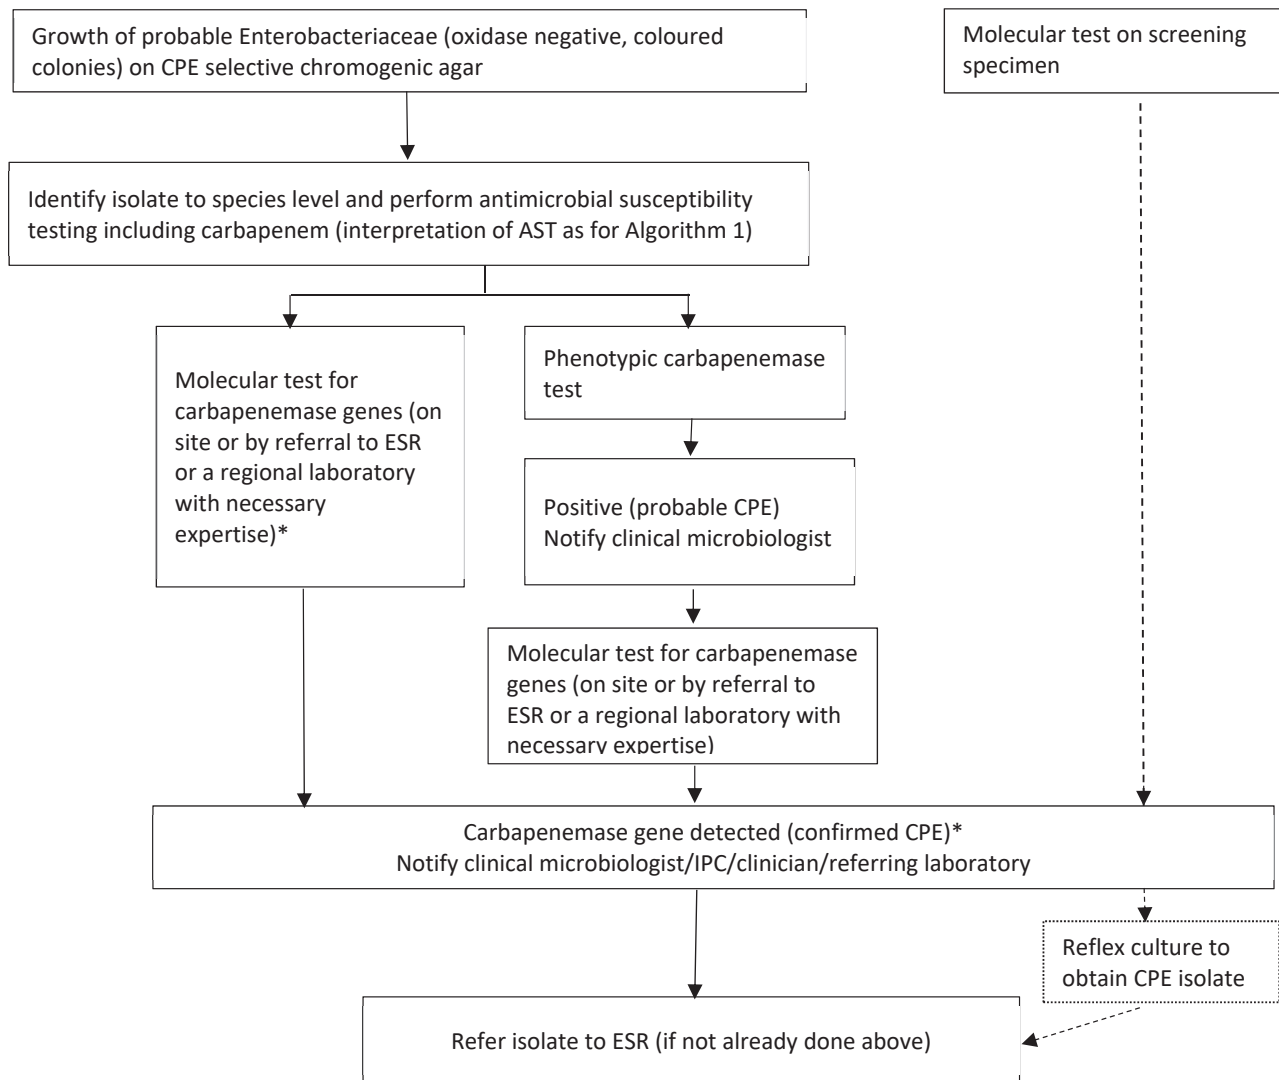 Growth of probable Enterobacteriaceae (oxidase negative, coloured
colonies) on CPE selective chromogenic agar
Molecular test on screening
specimen
Identify isolate to species level and perform antimicrobial susceptibility
testing including carbapenem (interpretation of AST as for Algorithm 1)
Molecular test for
carbapenemase genes (on
site or by referral to ESR
or a regional laboratory
with necessary
expertise)*
Phenotypic carbapenemase
test
Positive (probable CPE)
Notify clinical microbiologist
Molecular test for carbapenemase
genes (on site or by referral to
ESR or a regional laboratory with
necessary expertise)
Carbapenemase gene detected (confirmed CPE)*
Notify clinical microbiologist/IPC/clinician/referring laboratory
Reflex culture to
obtain CPE isolate
Refer isolate to ESR (if not already done above)